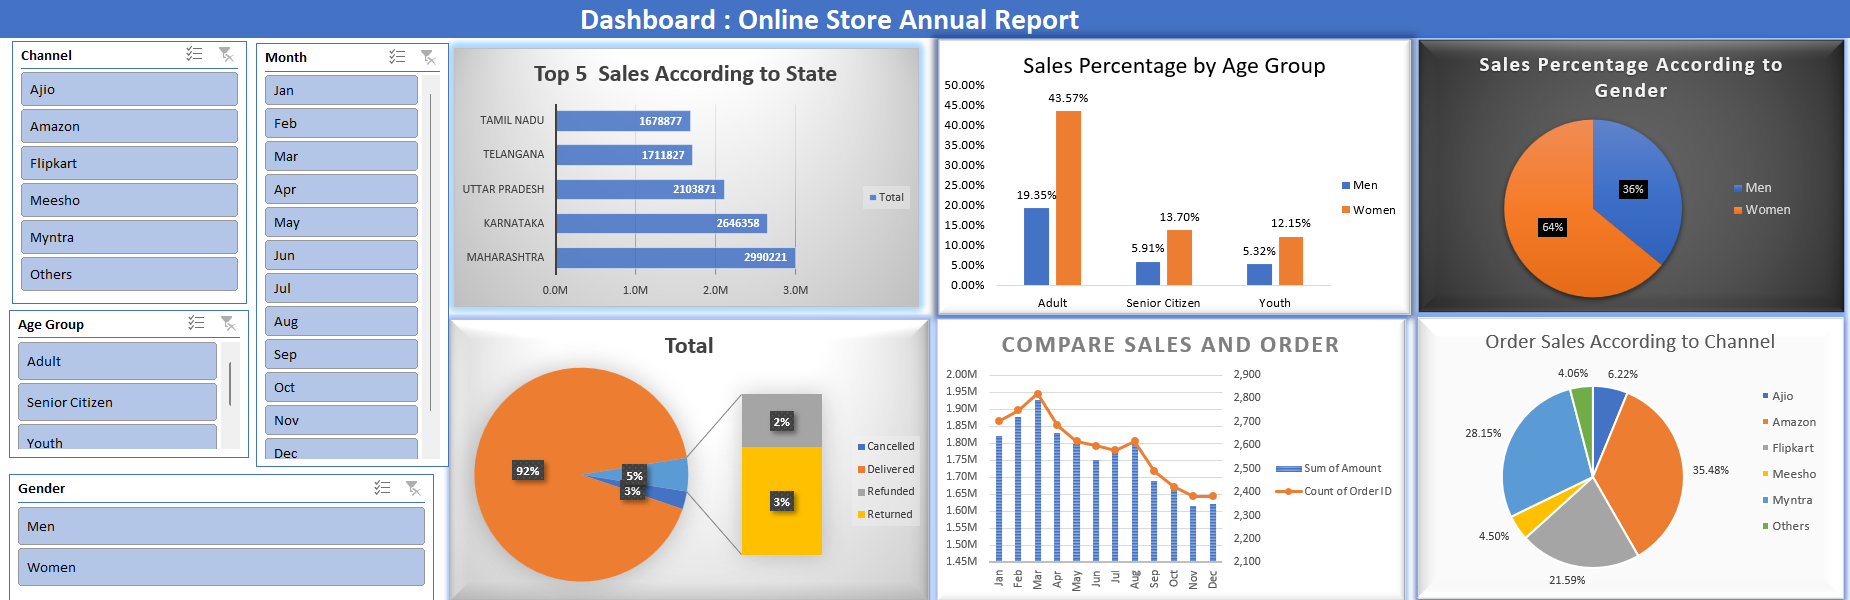 Dashboard : Online Store Annual Report
Channel
Ajio
Amazon
Flipkart
Meesho
Myntra
Others
Age Group
Adult
Senior Citizen
Youth
Gender
Men
Women
Month
Jan
Feb
Mar
Apr
May
Jun
Jul
Aug
Sep
Oct
Nov
Dec
Top 5 Sales According to State
TAMIL NADU 1678877
TELANGANA 1711827
UTTAR PRADESH 2103871
KARNATAKA 2646358
MAHARASHTRA 2990221
0.0M 1.0M 2.0M 3.0M
Total
Sales Percentage by Age Group
50.00%
45.00%
40.00%
35.00%
30.00%
25.00%
20.00%
15.00%
10.00%
5.00%
0.00%
19.35% 43.57%
5.91% 13.70%
5.32% 12.15%
Adult Senior Citizen Youth
Men
Women
Sales Percentage According to
Gender
36%
64%
Men
Women
Total
92%
5%
3%
2%
3%
Cancelled
Delivered
Refunded
Returned
COMPARE SALES AND ORDER
2.00M
1.95M
1.90M
1.85M
1.80M
1.75M
1.70M
1.65M
1.60M
1.55M
1.50M
1.45M
2,900
2,800
2,700
2,600
2,500
2,400
2,300
2,200
2,100
Jan Feb Mar Apr May Jun Jul Aug Sep Oct Nov Dec
Sum of Amount
Count of Order ID
Order Sales According to Channel
4.06% 6.22%
28.15%
35.48%
4.50%
21.59%
Ajio
Amazon
Flipkart
Meesho
Myntra
Others